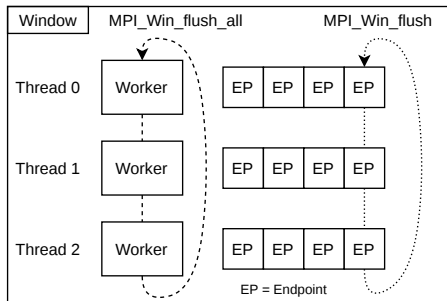 Window MPI_Win_flush_all MPI_Win_flush
Thread 0 Worker EP EP EP EP
Thread 1 Worker EP EP EP EP
Thread 2 Worker EP EP EP EP
EP = Endpoint